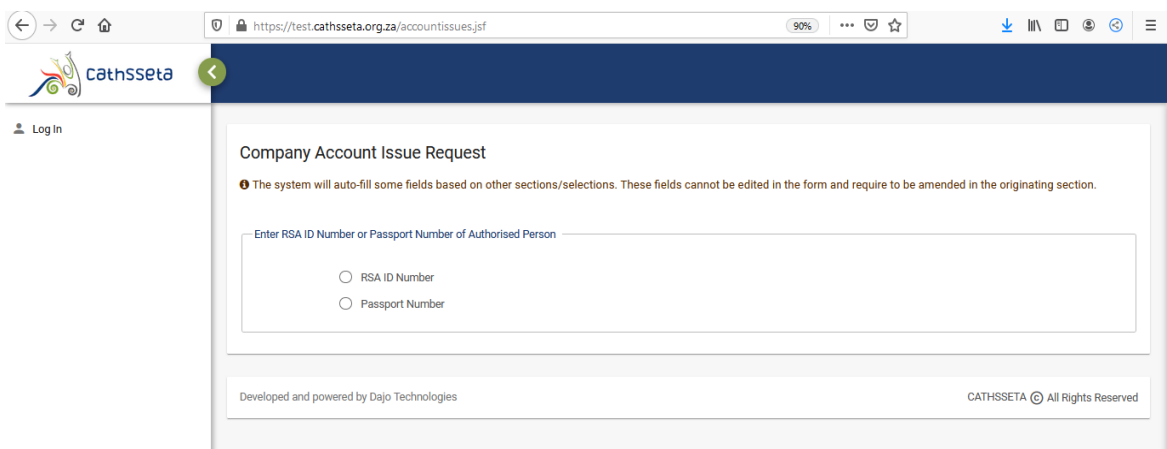 https://test.cathsseta.org.za/accountissues.jsf
90%
cathsseta
Log In
Company Account Issue Request
The system will auto-fill some fields based on other sections/selections. These fields cannot be edited in the form and require to be amended in the originating section.
Enter RSA ID Number or Passport Number of Authorised Person
RSA ID Number
Passport Number
Developed and powered by Dajo Technologies
CATHSSETA © All Rights Reserved